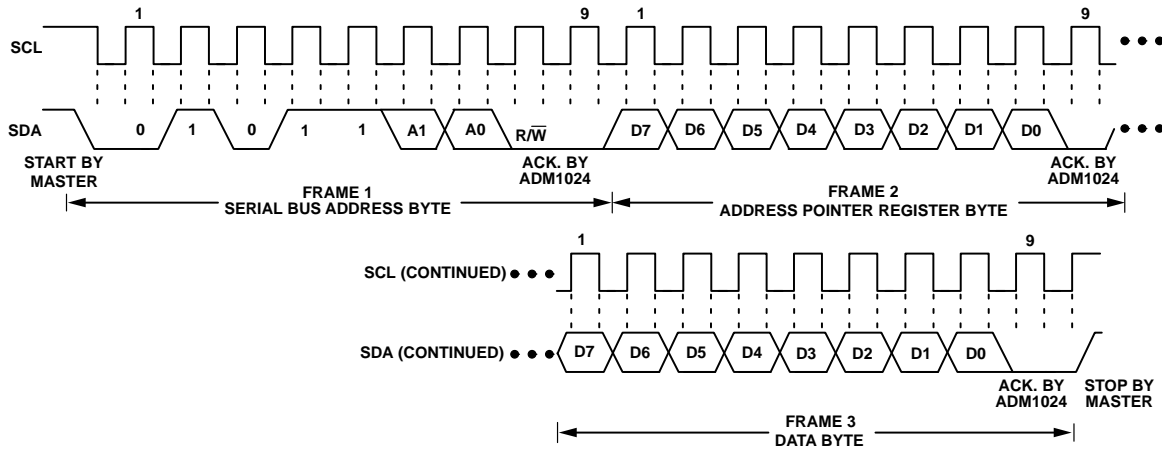 1 9 1 9
SCL
SDA 0 1 0 1 1 A1 A0 R/W̅ D7 D6 D5 D4 D3 D2 D1 D0
START BY MASTER
ACK. BY ADM1024
ACK. BY ADM1024
FRAME 1
SERIAL BUS ADDRESS BYTE
FRAME 2
ADDRESS POINTER REGISTER BYTE
1 9
SCL (CONTINUED)
SDA (CONTINUED) D7 D6 D5 D4 D3 D2 D1 D0
ACK. BY ADM1024
STOP BY MASTER
FRAME 3
DATA BYTE